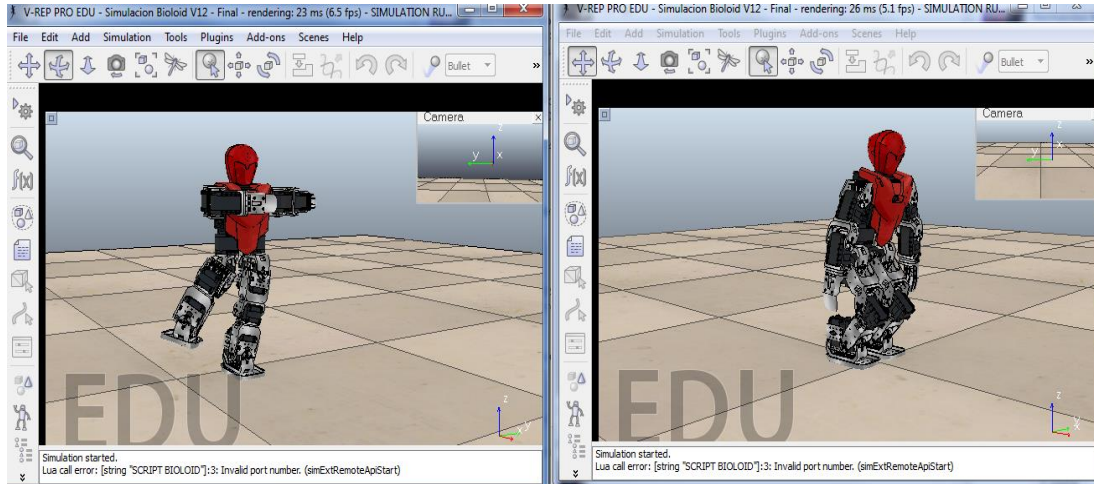 V-REP PRO EDU - Simulacion Bioloid V12 - Final - rendering: 23 ms (6.5 fps) - SIMULATION RU...
File Edit Add Simulation Tools Plugins Add-ons Scenes Help
Bullet
»
f(x)
Camera
z
y
x
EDU
z
x
y
Simulation started.
Lua call error: [string "SCRIPT BIOLOID"]:3: Invalid port number. (simExtRemoteApiStart)
V-REP PRO EDU - Simulacion Bioloid V12 - Final - rendering: 26 ms (5.1 fps) - SIMULATION RU...
File Edit Add Simulation Tools Plugins Add-ons Scenes Help
Bullet
»
f(x)
Camera
z
y
x
EDU
z
Simulation started.
Lua call error: [string "SCRIPT BIOLOID"]:3: Invalid port number. (simExtRemoteApiStart)